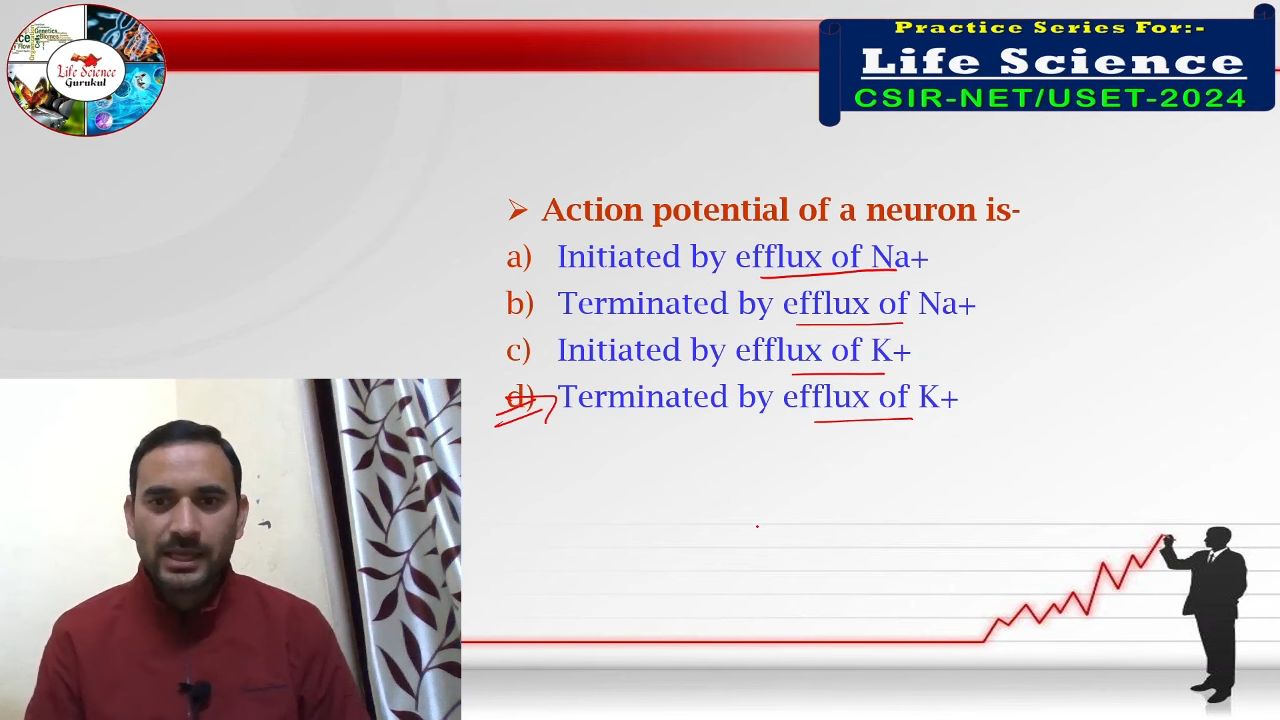 Life Science
Gurukul
Practice Series For:-
Life Science
CSIR-NET/USET-2024
➢ Action potential of a neuron is-
a) Initiated by efflux of Na+
b) Terminated by efflux of Na+
c) Initiated by efflux of K+
d) Terminated by efflux of K+